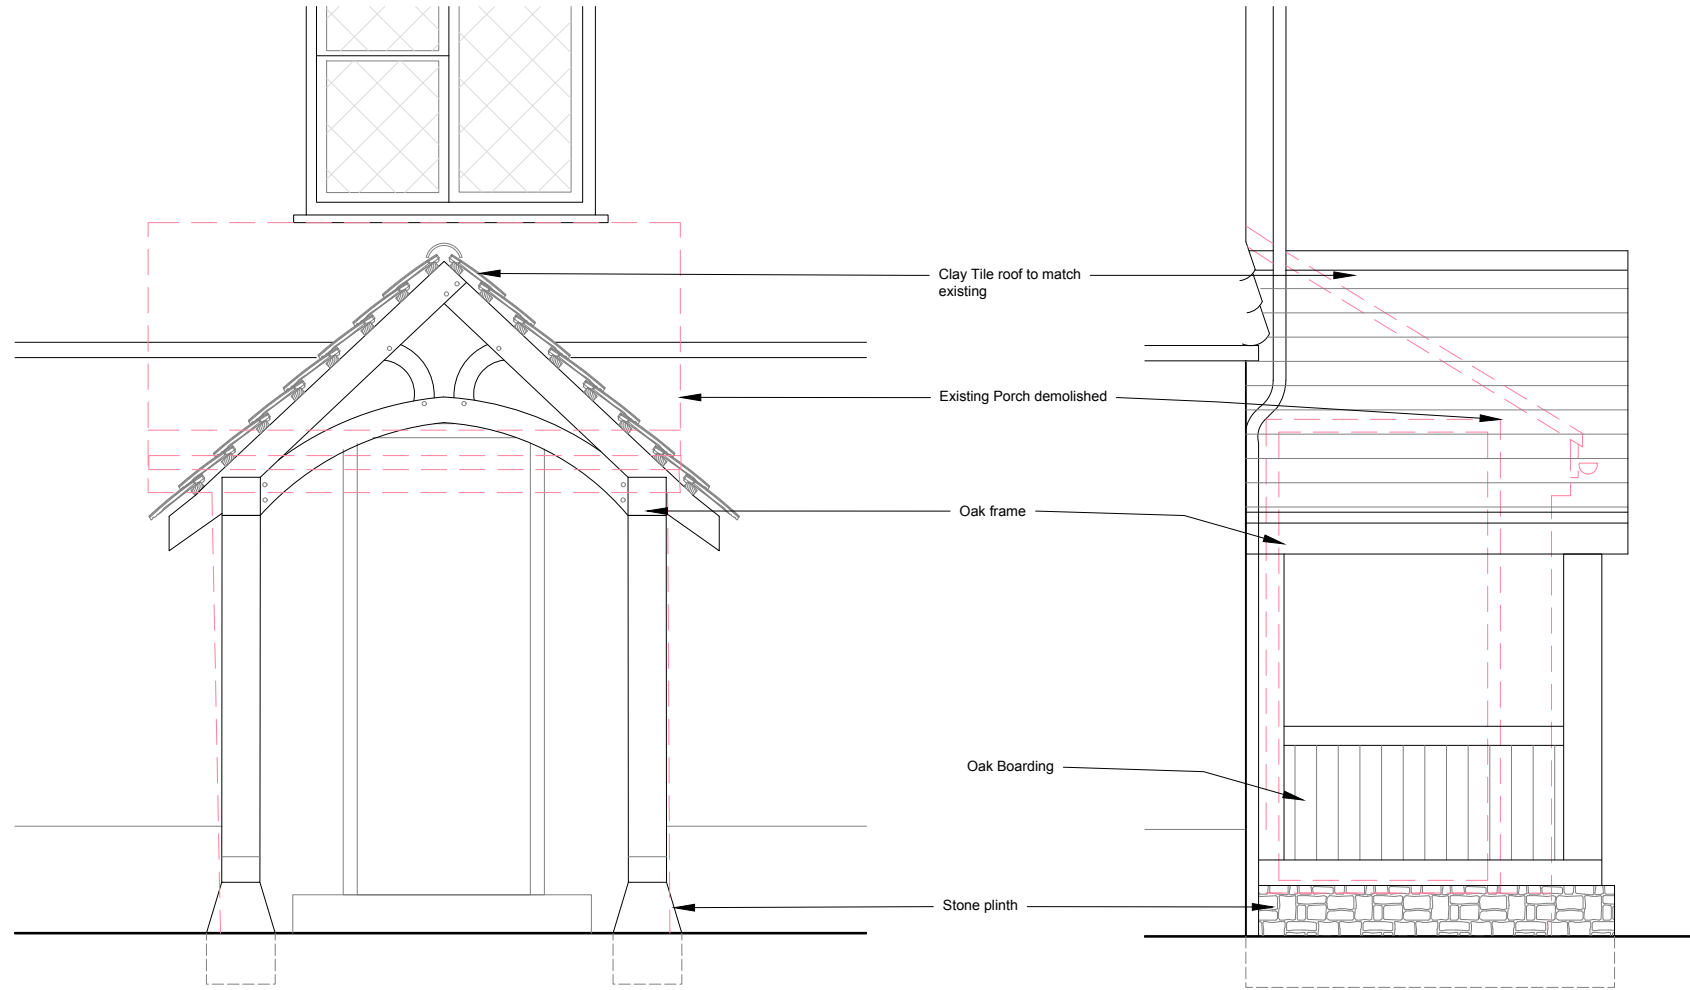 Clay Tile roof to match
existing
Existing Porch demolished
Oak frame
Oak Boarding
Stone plinth